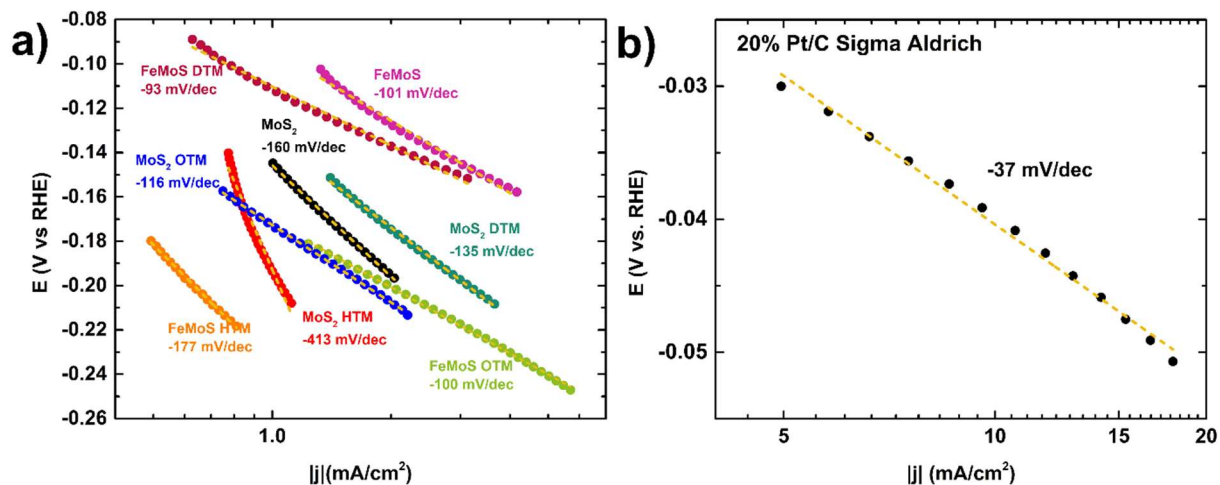 a)
-0.08
-0.10
-0.12
-0.14
-0.16
-0.18
-0.20
-0.22
-0.24
-0.26
E (V vs RHE)
FeMoS DTM
-93 mV/dec
FeMoS
-101 mV/dec
MoS₂
-160 mV/dec
MoS₂ OTM
-116 mV/dec
MoS₂ DTM
-135 mV/dec
FeMoS HTM
-177 mV/dec
MoS₂ HTM
-413 mV/dec
FeMoS OTM
-100 mV/dec
1.0
|j|(mA/cm²)
b)
20% Pt/C Sigma Aldrich
-0.03
-0.04
-0.05
E (V vs. RHE)
-37 mV/dec
5
10
15
20
|j| (mA/cm²)